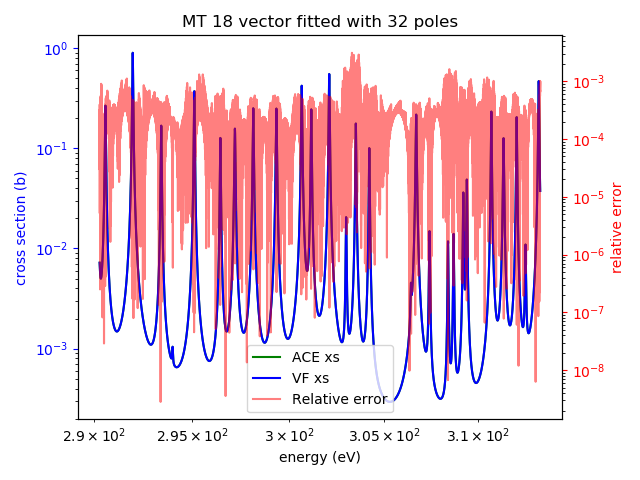 MT 18 vector fitted with 32 poles
10⁰
10⁻¹
10⁻²
10⁻³
cross section (b)
10⁻³
10⁻⁴
10⁻⁵
10⁻⁶
10⁻⁷
10⁻⁸
relative error
ACE xs
VF xs
Relative error
2.9 × 10² 2.95 × 10² 3 × 10² 3.05 × 10² 3.1 × 10²
energy (eV)